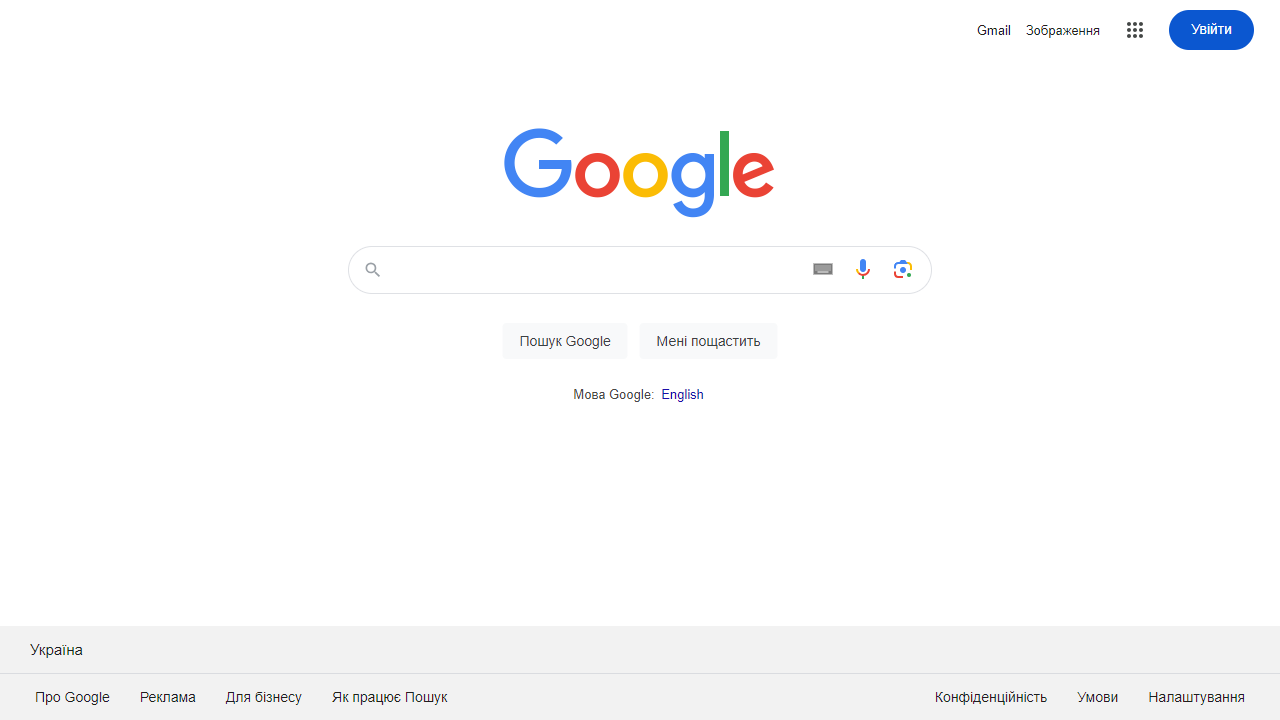 Gmail Зображення Увійти
Google
Пошук Google Мені пощастить
Мова Google: English
Україна
Про Google Реклама Для бізнесу Як працює Пошук Конфіденційність Умови Налаштування